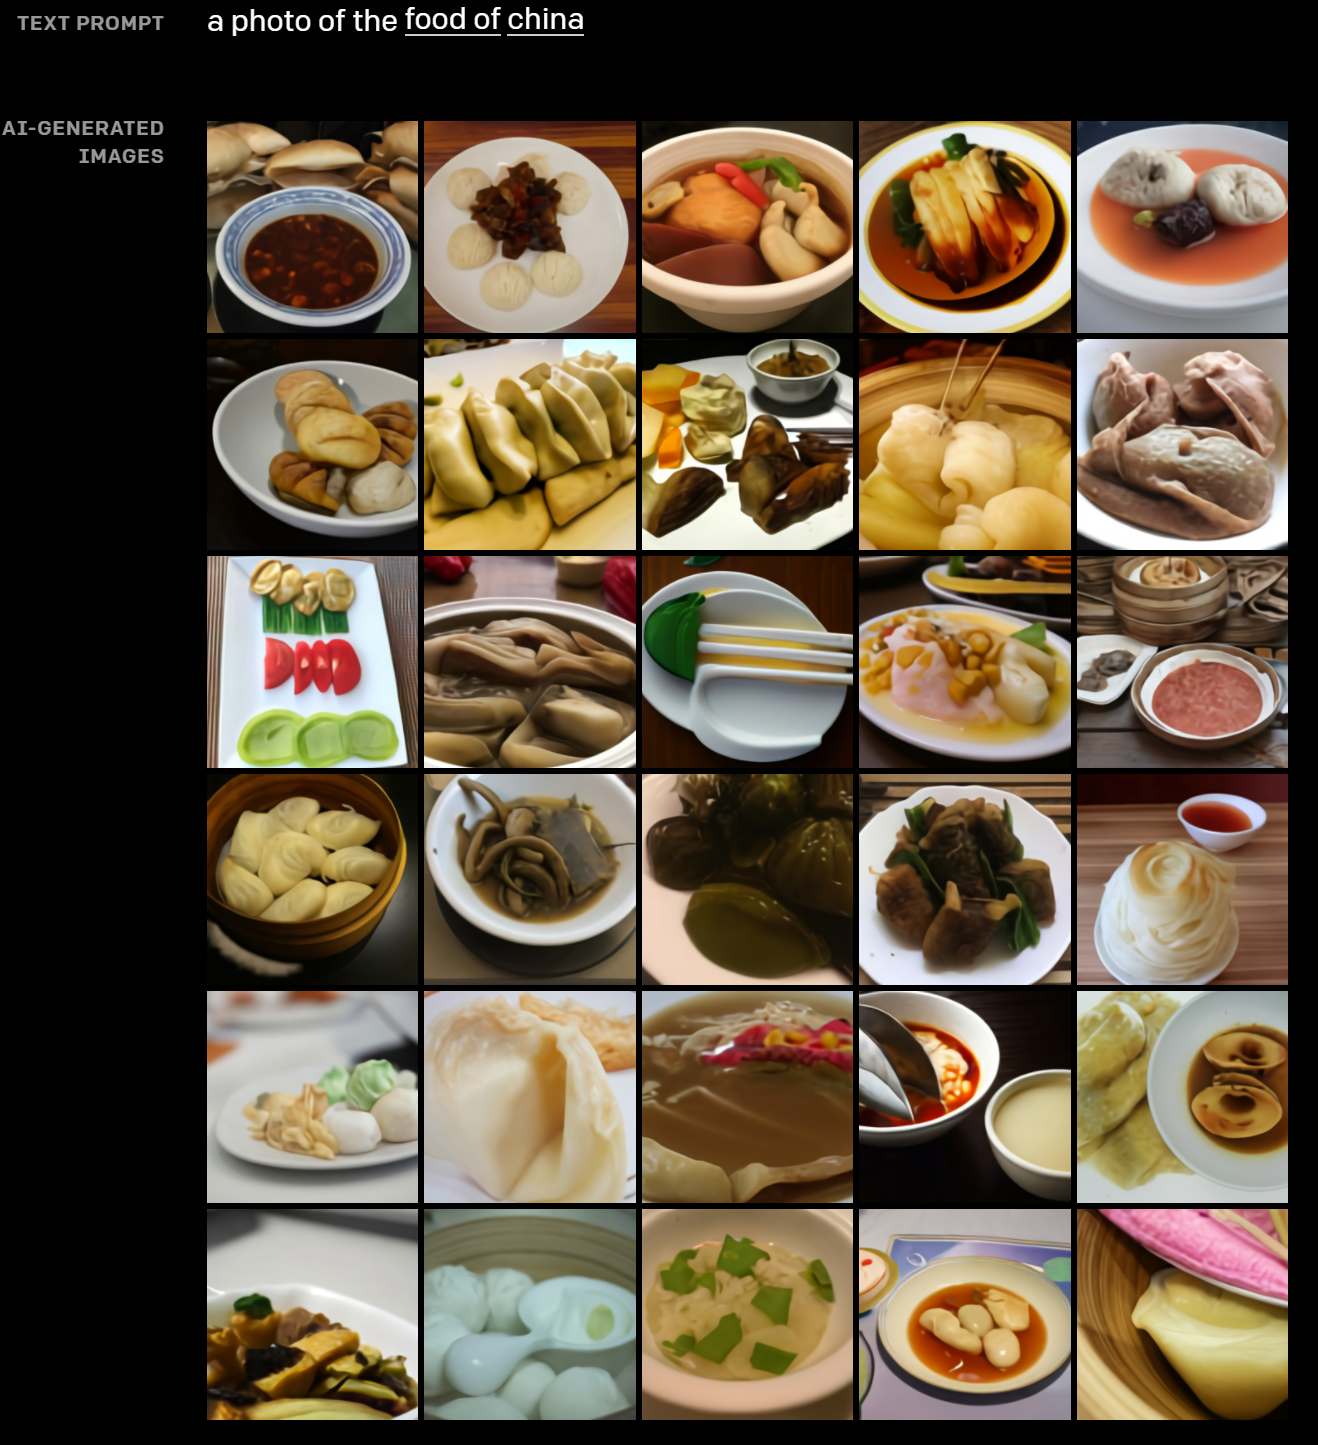 TEXT PROMPT
a photo of the food of china
AI-GENERATED
IMAGES